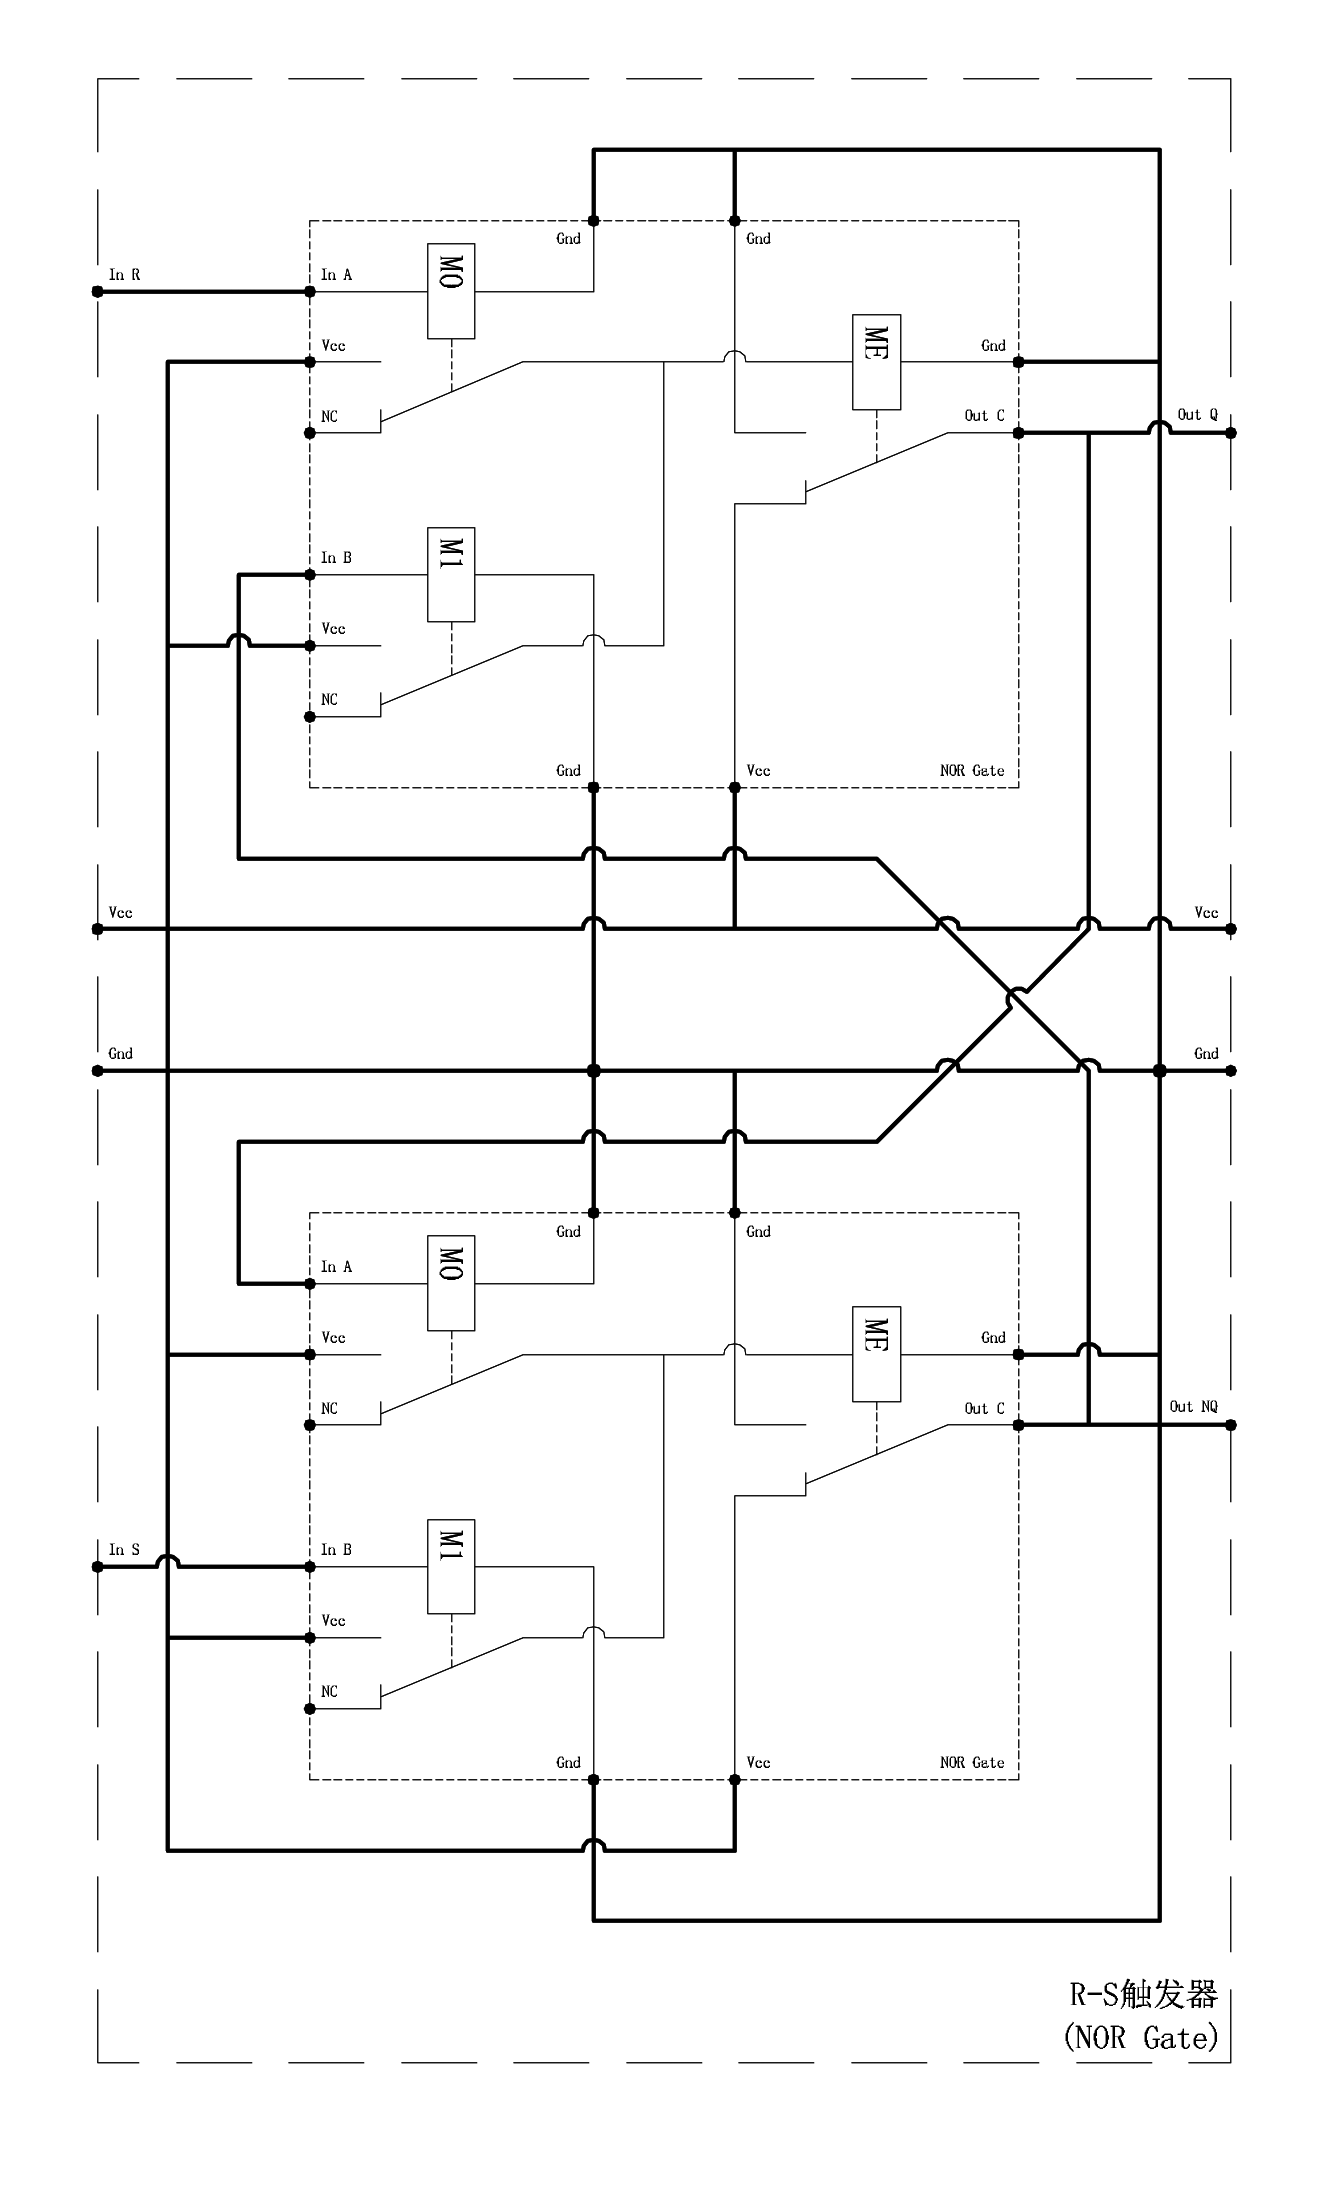 Gnd
Gnd
In R
In A
M0
Vcc
ME
Gnd
NC
Out C
Out Q
In B
M1
Vcc
NC
Gnd
Vcc
NOR Gate
Vcc
Vcc
Gnd
Gnd
Gnd
Gnd
In A
M0
Vcc
ME
Gnd
NC
Out C
Out NQ
In S
In B
M1
Vcc
NC
Gnd
Vcc
NOR Gate
R-S触发器
(NOR Gate)